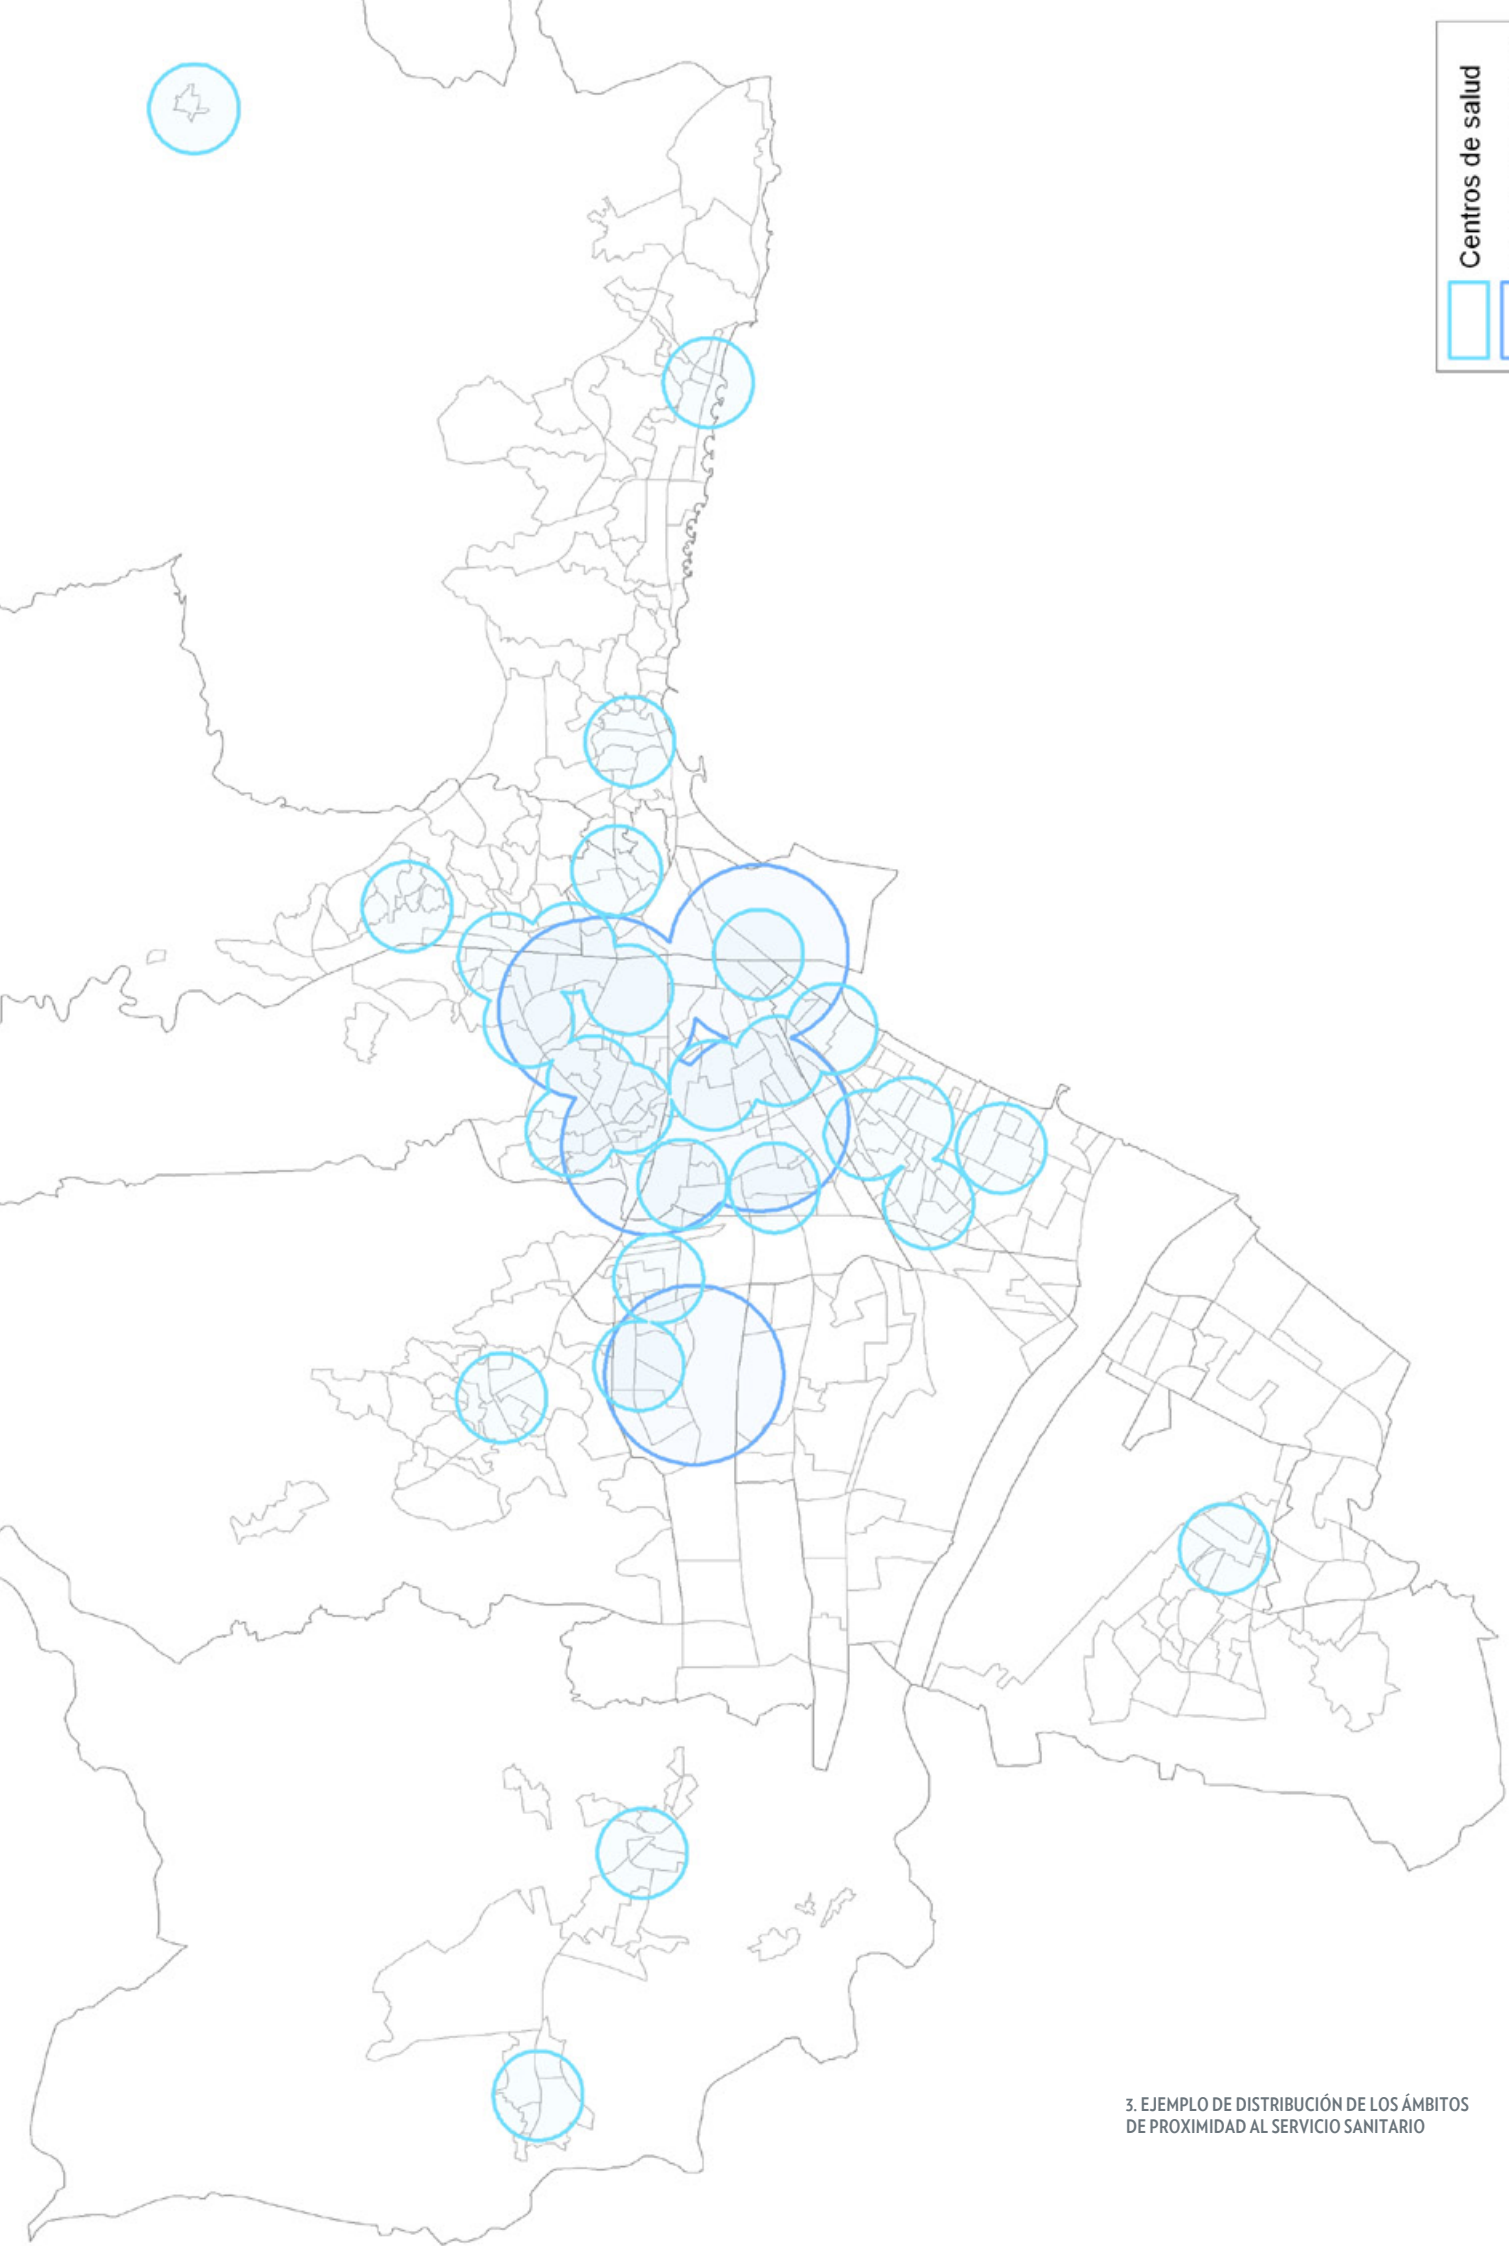 Centros de salud
3. EJEMPLO DE DISTRIBUCIÓN DE LOS ÁMBITOS
DE PROXIMIDAD AL SERVICIO SANITARIO